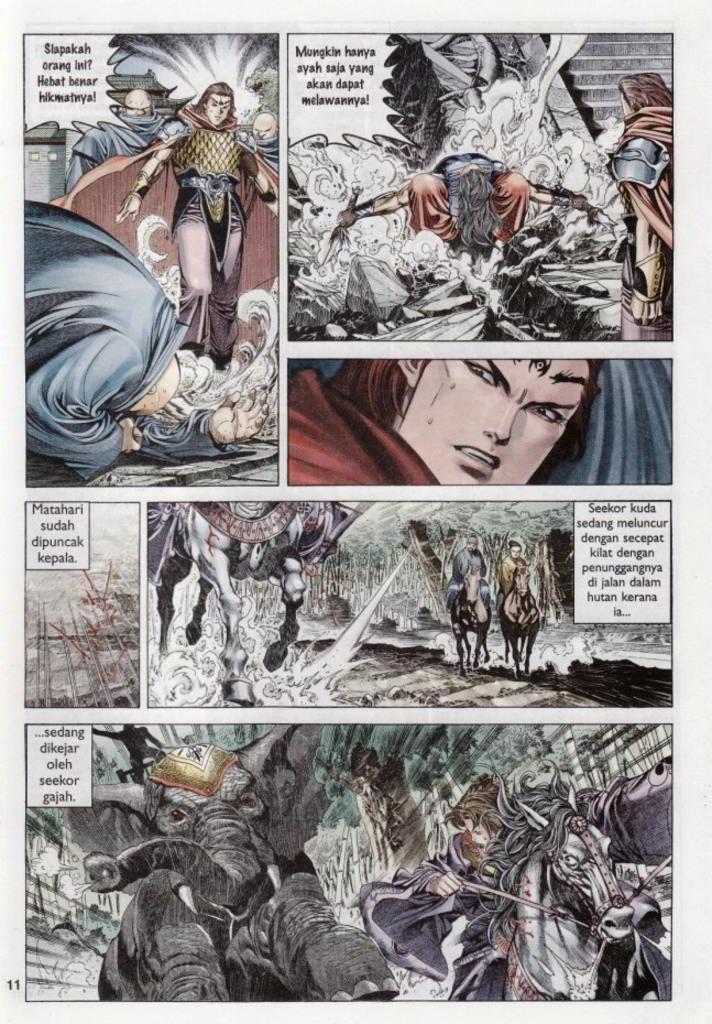 Siapakah
orang ini?
Hebat benar
hikmatnya!
Mungkin hanya
ayah saja yang
akan dapat
melawannya!
Matahari
sudah
dipuncak
kepala.
Seekor kuda
sedang meluncur
dengan secepat
kilat dengan
penunggangnya
di jalan dalam
hutan kerana
ia...
...sedang
dikejar
oleh
seekor
gajah.
11